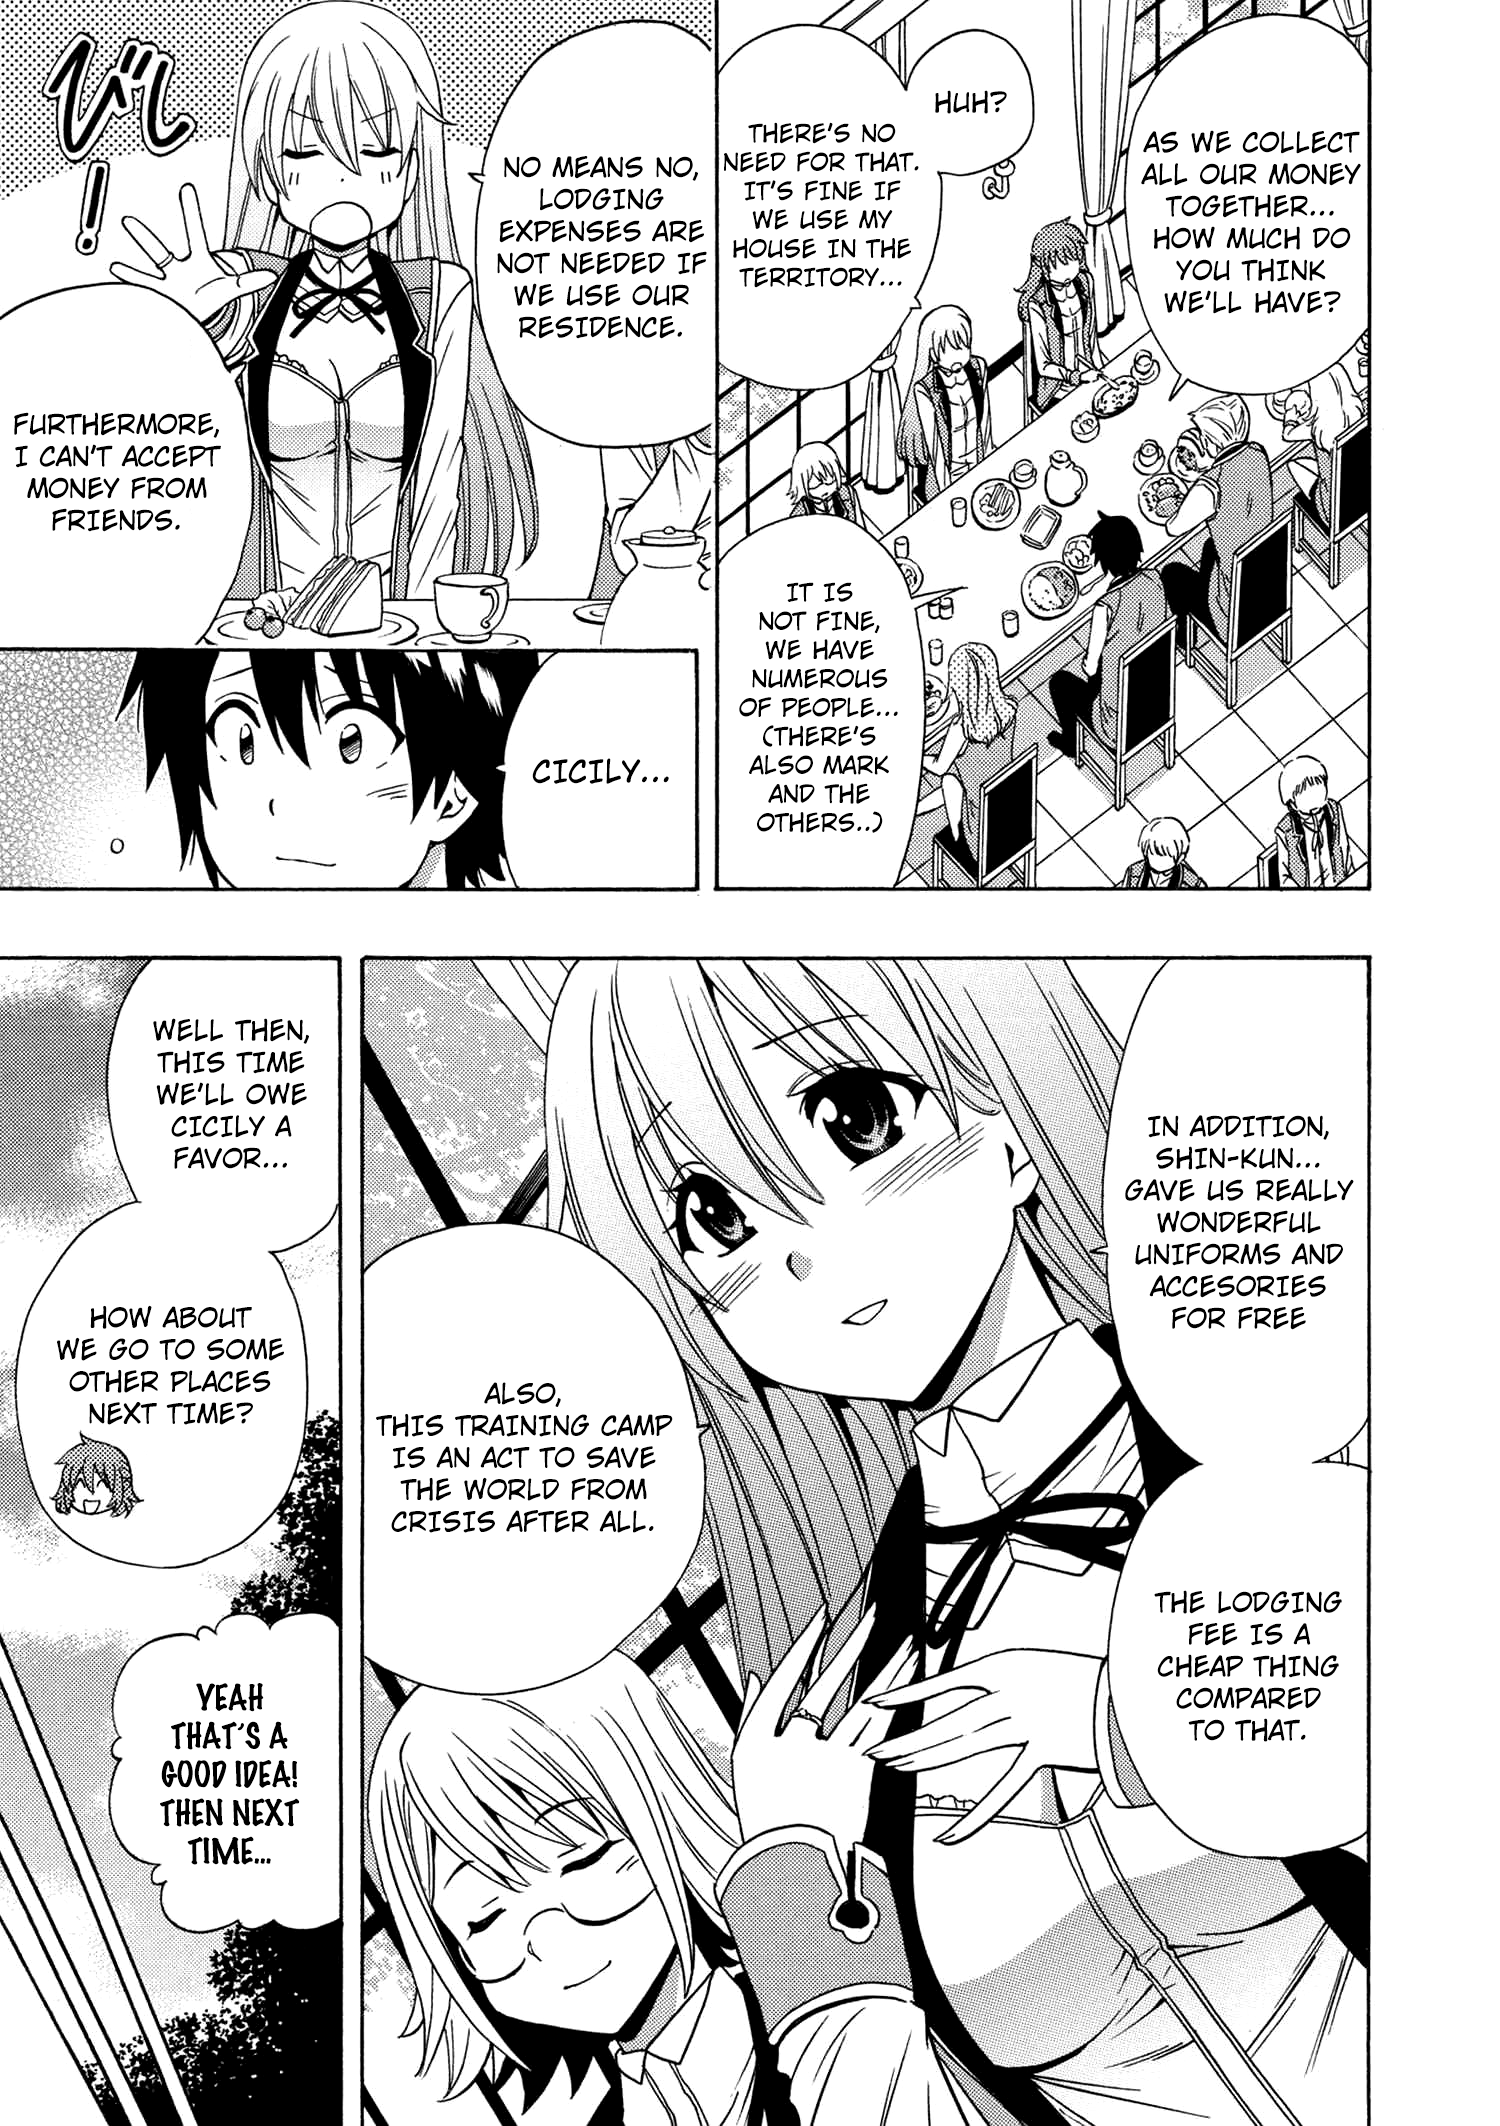 AS WE COLLECT
ALL OUR MONEY
TOGETHER...
HOW MUCH DO
YOU THINK
WE'LL HAVE?
HUH?
THERE'S NO
NEED FOR THAT.
IT'S FINE IF
WE USE MY
HOUSE IN THE
TERRITORY...
IT IS
NOT FINE,
WE HAVE
NUMEROUS
OF PEOPLE...
(THERE'S
ALSO MARK
AND THE
OTHERS..)
NO MEANS NO,
LODGING
EXPENSES ARE
NOT NEEDED IF
WE USE OUR
RESIDENCE.
びし!
FURTHERMORE,
I CAN'T ACCEPT
MONEY FROM
FRIENDS.
CICILY...
IN ADDITION,
SHIN-KUN...
GAVE US REALLY
WONDERFUL
UNIFORMS AND
ACCESORIES
FOR FREE
THE LODGING
FEE IS A
CHEAP THING
COMPARED
TO THAT.
ALSO,
THIS TRAINING CAMP
IS AN ACT TO SAVE
THE WORLD FROM
CRISIS AFTER ALL.
WELL THEN,
THIS TIME
WE'LL OWE
CICILY A
FAVOR...
HOW ABOUT
WE GO TO SOME
OTHER PLACES
NEXT TIME?
YEAH
THAT'S A
GOOD IDEA!
THEN NEXT
TIME...